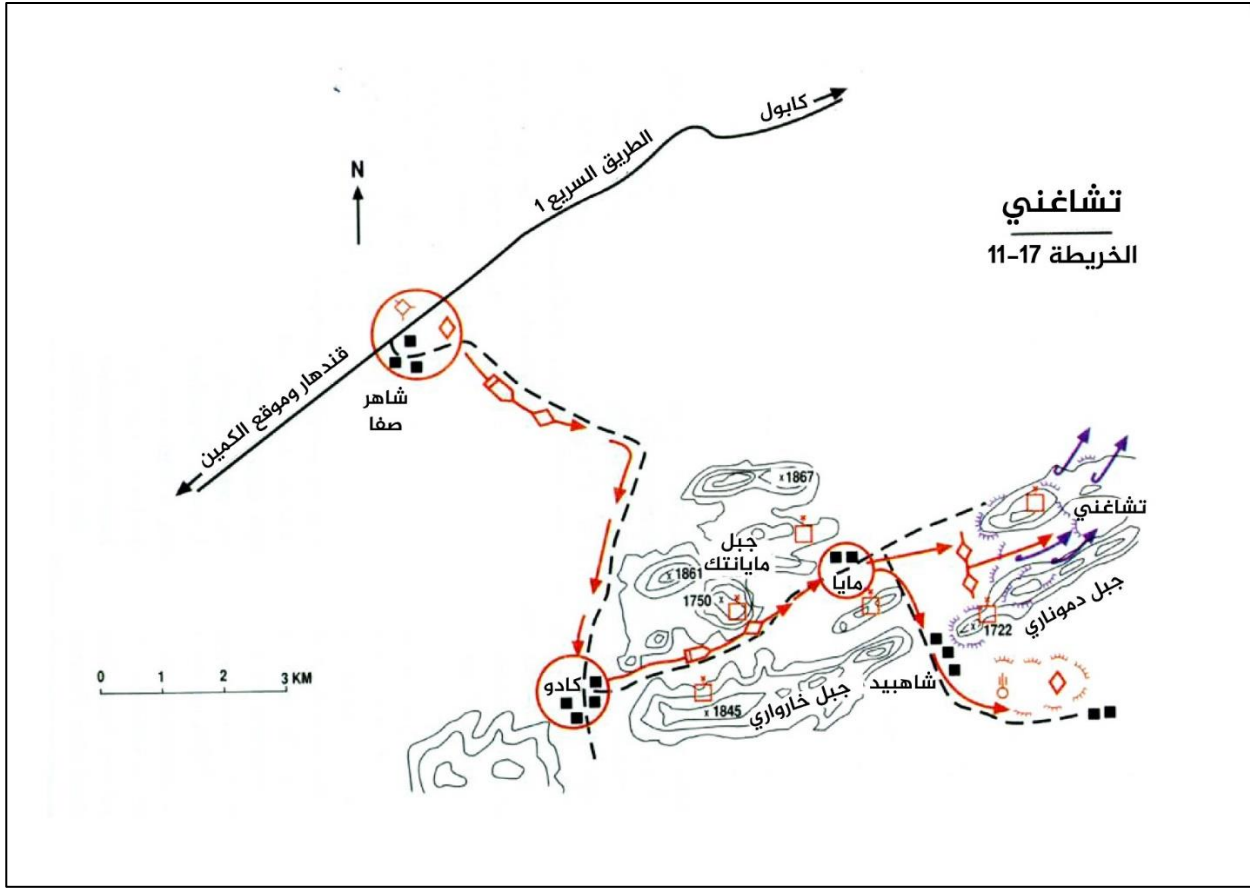 كابول
الطريق السريع 1
N
تشاغني
الخريطة 17-11
قندهار وموقع الكمين
شاهر
صفا
x 1867
تشاغني
جبل
مايانتك
x 1861
مايا
1750 x
جبل دموناري
x 1722
0 1 2 3 KM
كادو
شاهبيد
جبل خارواري
x 1845